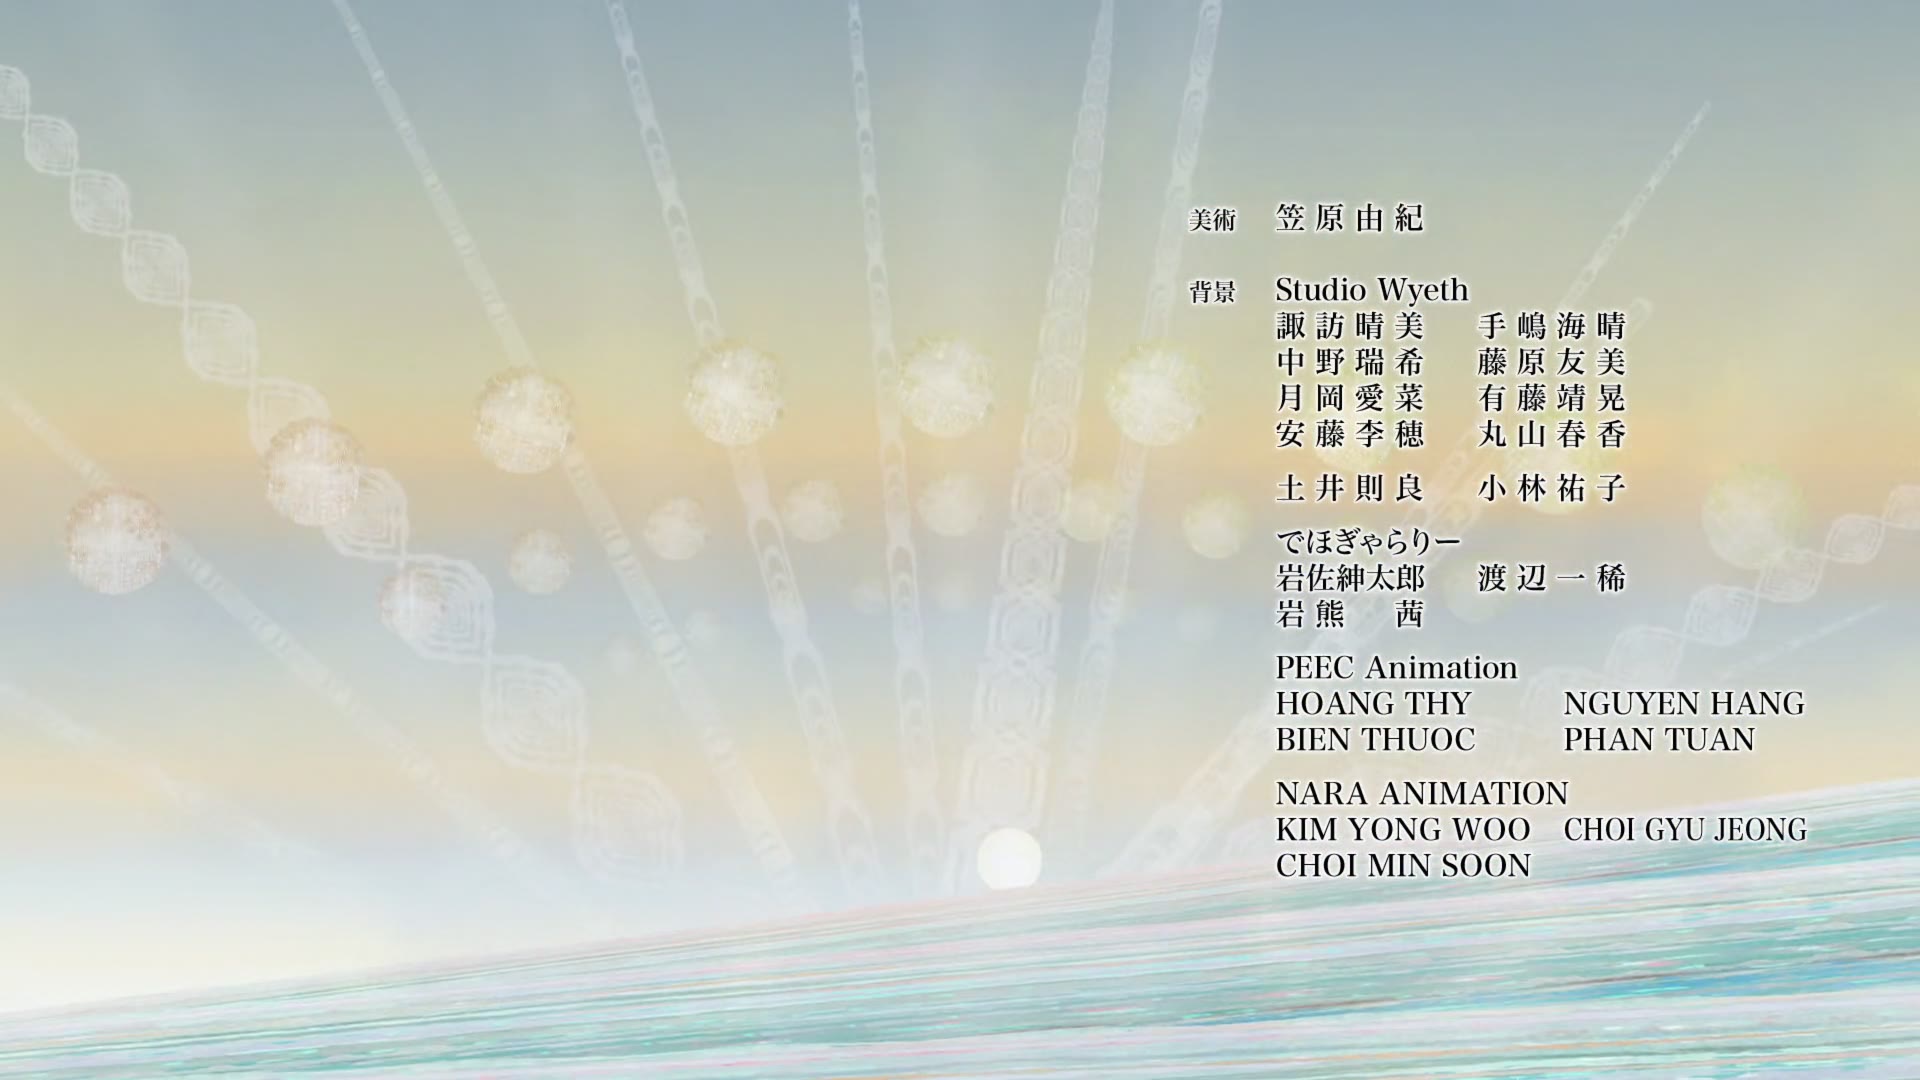 美術 笠原由紀
背景 Studio Wyeth
諏訪晴美 手嶋海晴
中野瑞希 藤原友美
月岡愛菜 有藤靖晃
安藤李穂 丸山春香
土井則良 小林祐子
でほぎゃらりー
岩佐紳太郎 渡辺一稀
岩熊 茜
PEEC Animation
HOANG THY NGUYEN HANG
BIEN THUOC PHAN TUAN
NARA ANIMATION
KIM YONG WOO CHOI GYU JEONG
CHOI MIN SOON